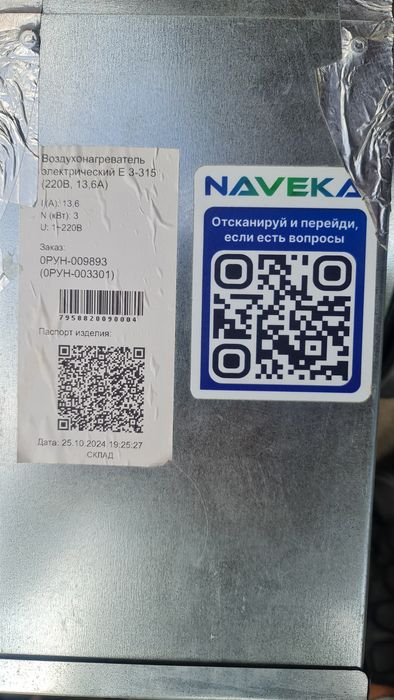 Воздухонагреватель
электрический Е 3-315
(220В, 13,6А)
I (А): 13,6
N (кВт): 3
U: 1~220В
Заказ:
0РУН-009893
(0РУН-003301)
7958820090004
Паспорт изделия:
Дата: 25.10.2024 19:25:27
СКЛАД
NAVEKA
Отсканируй и перейди,
если есть вопросы